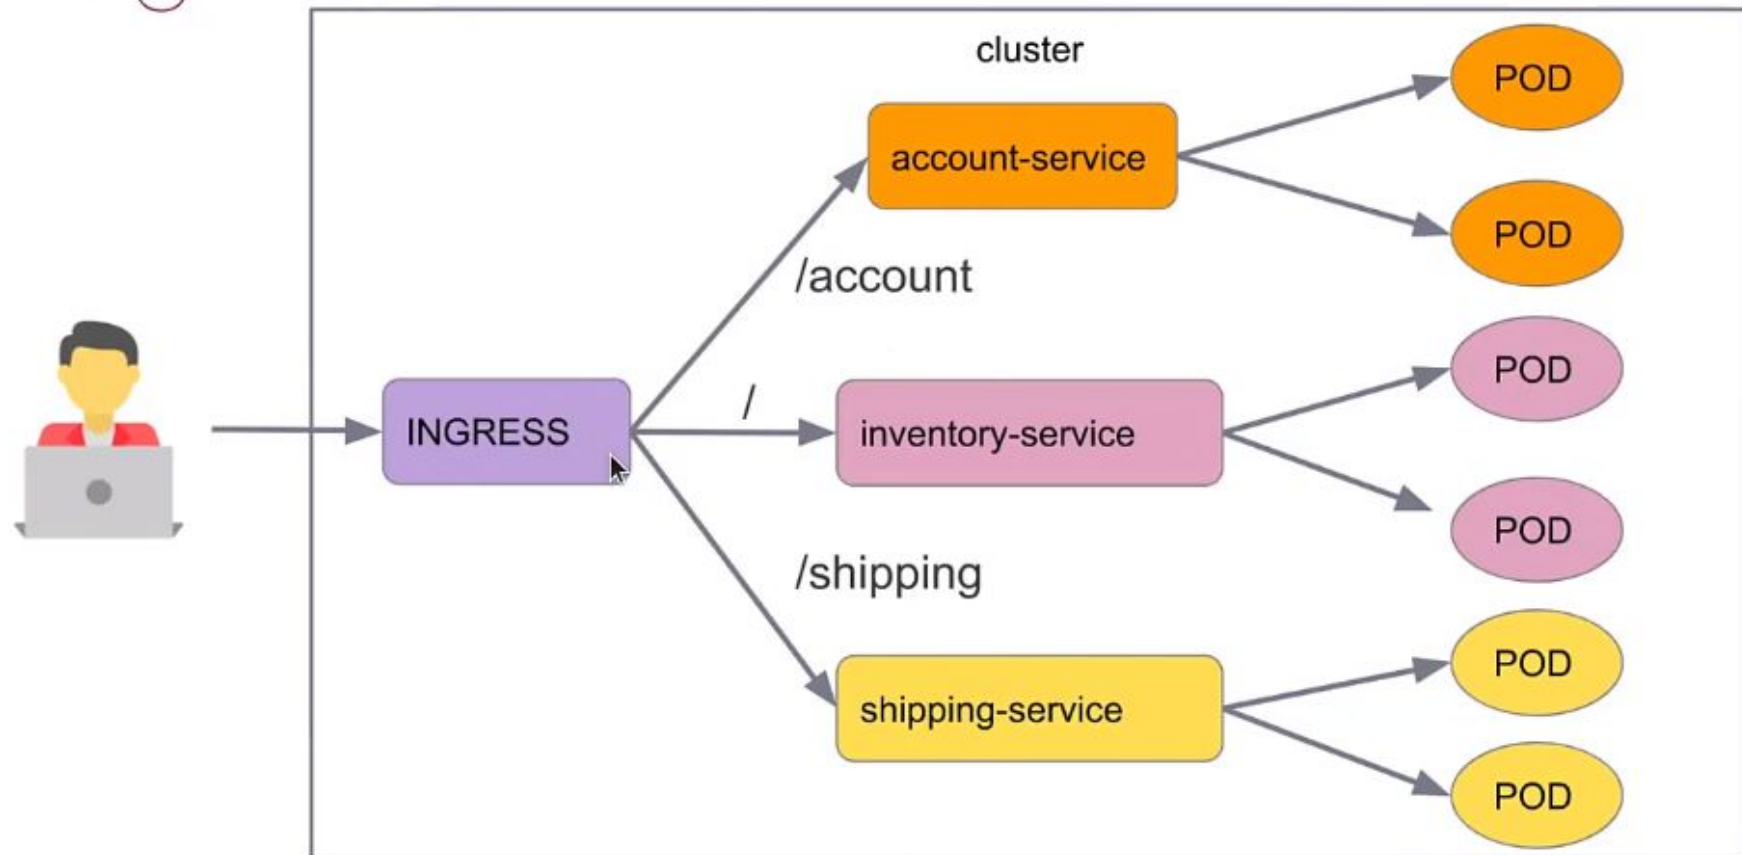 cluster
POD
account-service
POD
/account
POD
/
INGRESS
inventory-service
POD
/shipping
POD
shipping-service
POD